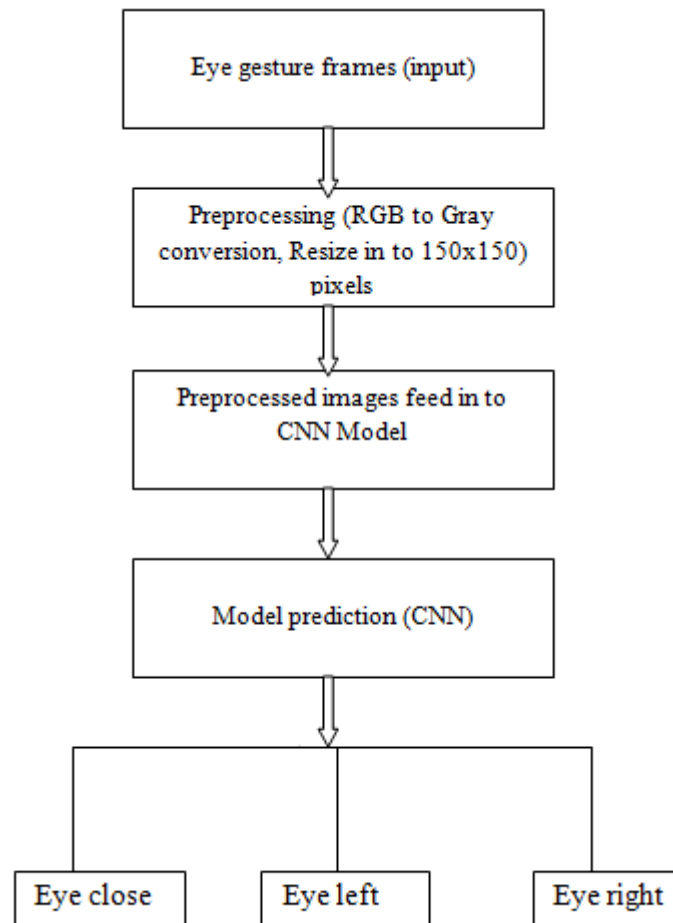 Eye gesture frames (input)
Preprocessing (RGB to Gray
conversion, Resize in to 150x150)
pixels
Preprocessed images feed in to
CNN Model
Model prediction (CNN)
Eye close
Eye left
Eye right